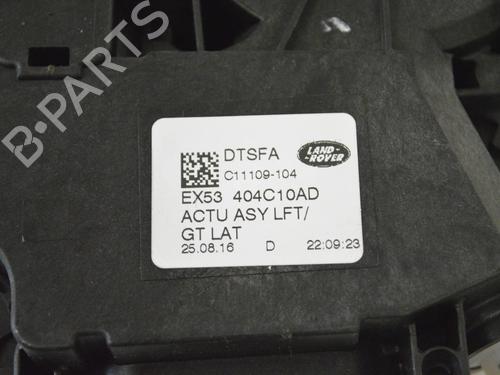 B-PARTS
DTSFA
LAND-
ROVER
C11109-104
EX53 404C10AD
ACTU ASY LFT/
GT LAT
25.08.16 D 22:09:23